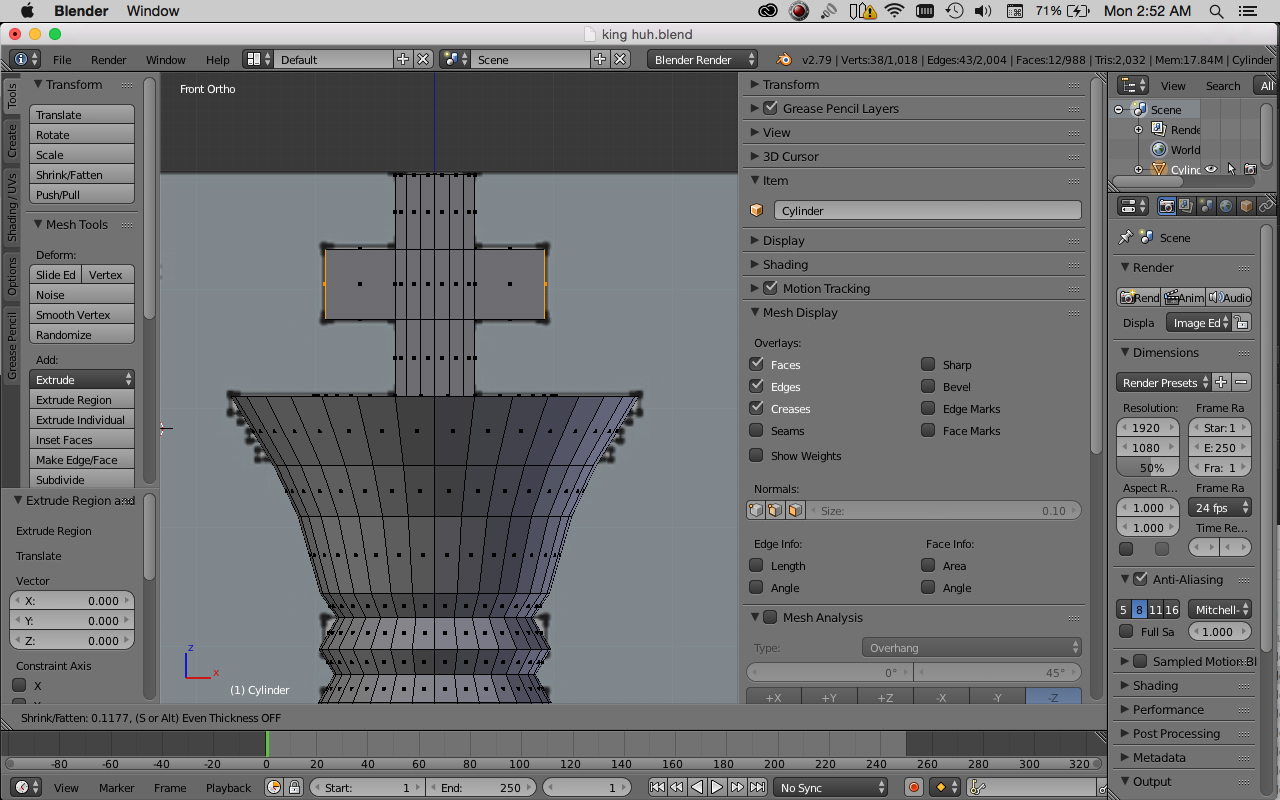 Blender Window 71% Mon 2:52 AM
king huh.blend
File Render Window Help Default Scene Blender Render v2.79 | Verts:38/1,018 | Edges:43/2,004 | Faces:12/988 | Tris:2,032 | Mem:17.84M | Cylinder
Tools
Create
Shading / UVs
Options
Grease Pencil
Transform
Translate
Rotate
Scale
Shrink/Fatten
Push/Pull
Mesh Tools
Deform:
Slide Ed Vertex
Noise
Smooth Vertex
Randomize
Add:
Extrude
Extrude Region
Extrude Individual
Inset Faces
Make Edge/Face
Subdivide
Extrude Region and
Extrude Region
Translate
Vector
X: 0.000
Y: 0.000
Z: 0.000
Constraint Axis
X
Front Ortho
z
x
(1) Cylinder
Transform
Grease Pencil Layers
View
3D Cursor
Item
Cylinder
Display
Shading
Motion Tracking
Mesh Display
Overlays:
Faces Sharp
Edges Bevel
Creases Edge Marks
Seams Face Marks
Show Weights
Normals:
Size: 0.10
Edge Info: Face Info:
Length Area
Angle Angle
Mesh Analysis
Type: Overhang
0° 45°
+X +Y +Z -X -Y -Z
View Search All
Scene
Rende
World
Cylinc
Scene
Render
Rend Anim Audio
Displa Image Ed
Dimensions
Render Presets
Resolution: Frame Ra
1920 Star: 1
1080 E: 250
50% Fra: 1
Aspect R... Frame Ra
1.000 24 fps
1.000 Time Re...
Anti-Aliasing
5 8 11 16 Mitchell-
Full Sa 1.000
Sampled Motion Bl
Shading
Performance
Post Processing
Metadata
Output
Shrink/Fatten: 0.1177, (S or Alt) Even Thickness OFF
-80 -60 -40 -20 0 20 40 60 80 100 120 140 160 180 200 220 240 260 280 300 320
View Marker Frame Playback Start: 1 End: 250 1 No Sync